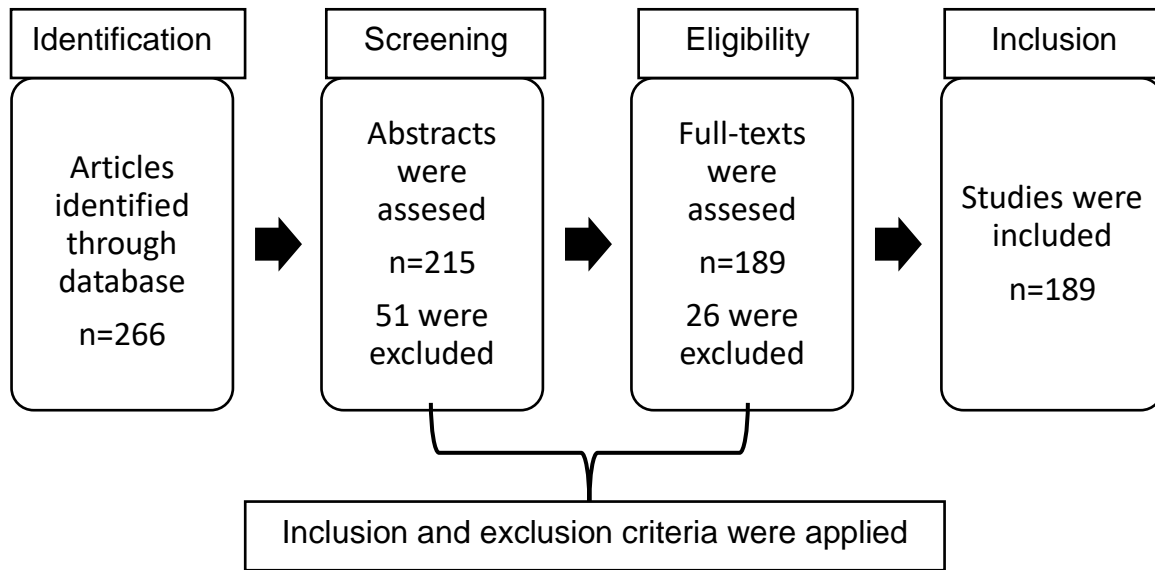 Identification
Articles
identified
through
database
n=266
Screening
Abstracts
were
assesed
n=215
51 were
excluded
Eligibility
Full-texts
were
assesed
n=189
26 were
excluded
Inclusion
Studies were
included
n=189
Inclusion and exclusion criteria were applied